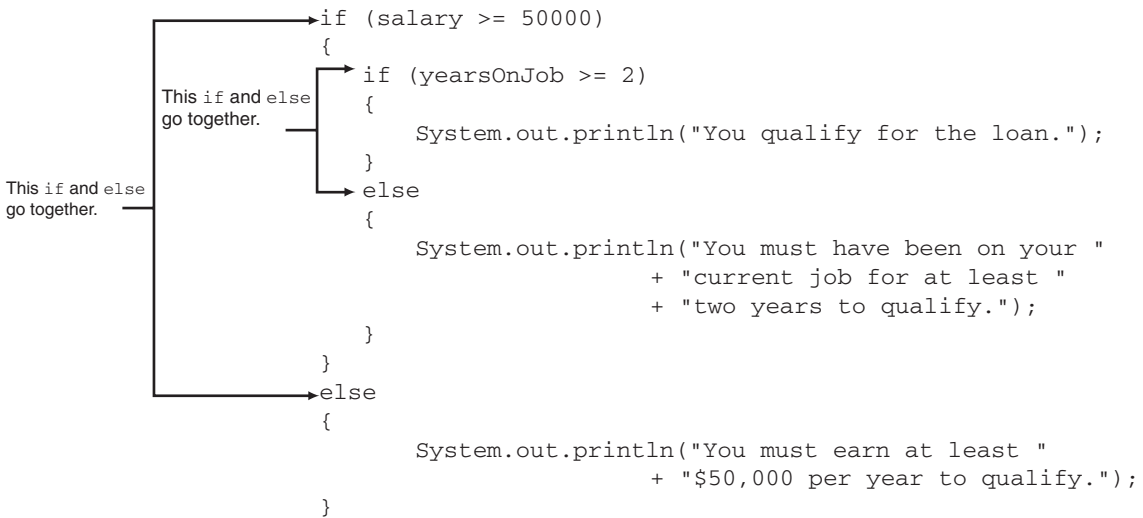 if (salary >= 50000)
{
if (yearsOnJob >= 2)
This if and else
go together.
{
System.out.println("You qualify for the loan.");
}
This if and else
go together.
else
{
System.out.println("You must have been on your "
+ "current job for at least "
+ "two years to qualify.");
}
}
else
{
System.out.println("You must earn at least "
+ "$50,000 per year to qualify.");
}